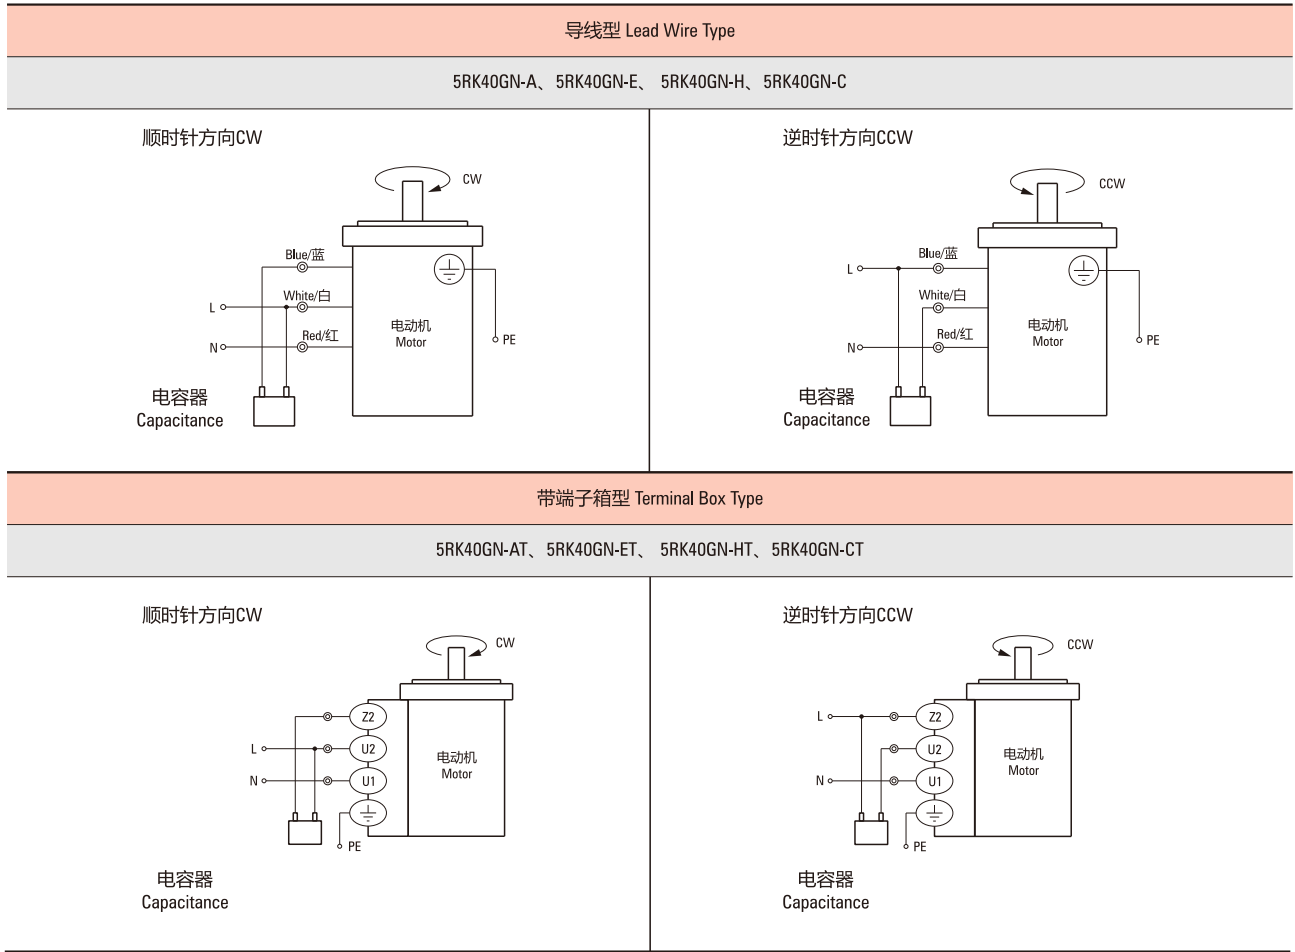 导线型 Lead Wire Type
5RK40GN-A、5RK40GN-E、 5RK40GN-H、5RK40GN-C
顺时针方向CW
CW
Blue/蓝
White/白
L
Red/红
N
电动机
Motor
PE
电容器
Capacitance
逆时针方向CCW
CCW
Blue/蓝
L
White/白
Red/红
N
电动机
Motor
PE
电容器
Capacitance
带端子箱型 Terminal Box Type
5RK40GN-AT、5RK40GN-ET、 5RK40GN-HT、5RK40GN-CT
顺时针方向CW
CW
Z2
L
U2
N
U1
电动机
Motor
PE
电容器
Capacitance
逆时针方向CCW
CCW
L
Z2
U2
N
U1
电动机
Motor
PE
电容器
Capacitance